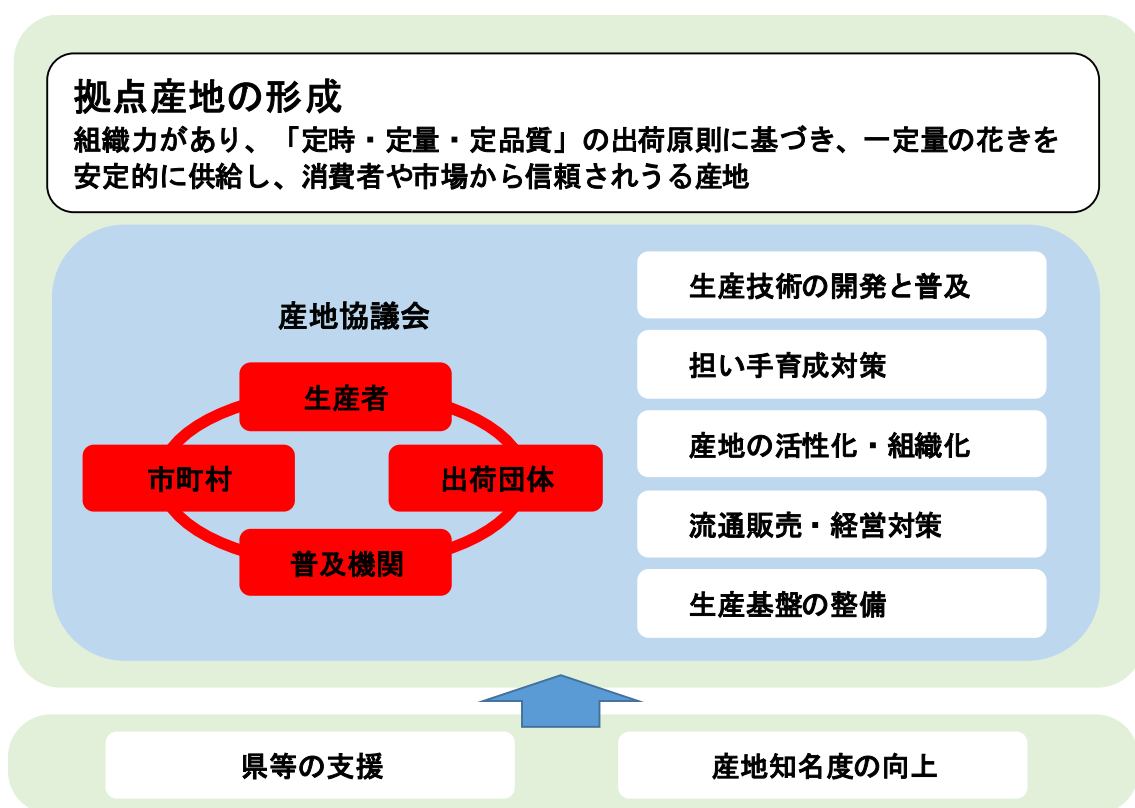 拠点産地の形成
組織力があり、「定時・定量・定品質」の出荷原則に基づき、一定量の花きを
安定的に供給し、消費者や市場から信頼されうる産地
産地協議会
生産者
市町村
出荷団体
普及機関
生産技術の開発と普及
担い手育成対策
産地の活性化・組織化
流通販売・経営対策
生産基盤の整備
県等の支援
産地知名度の向上